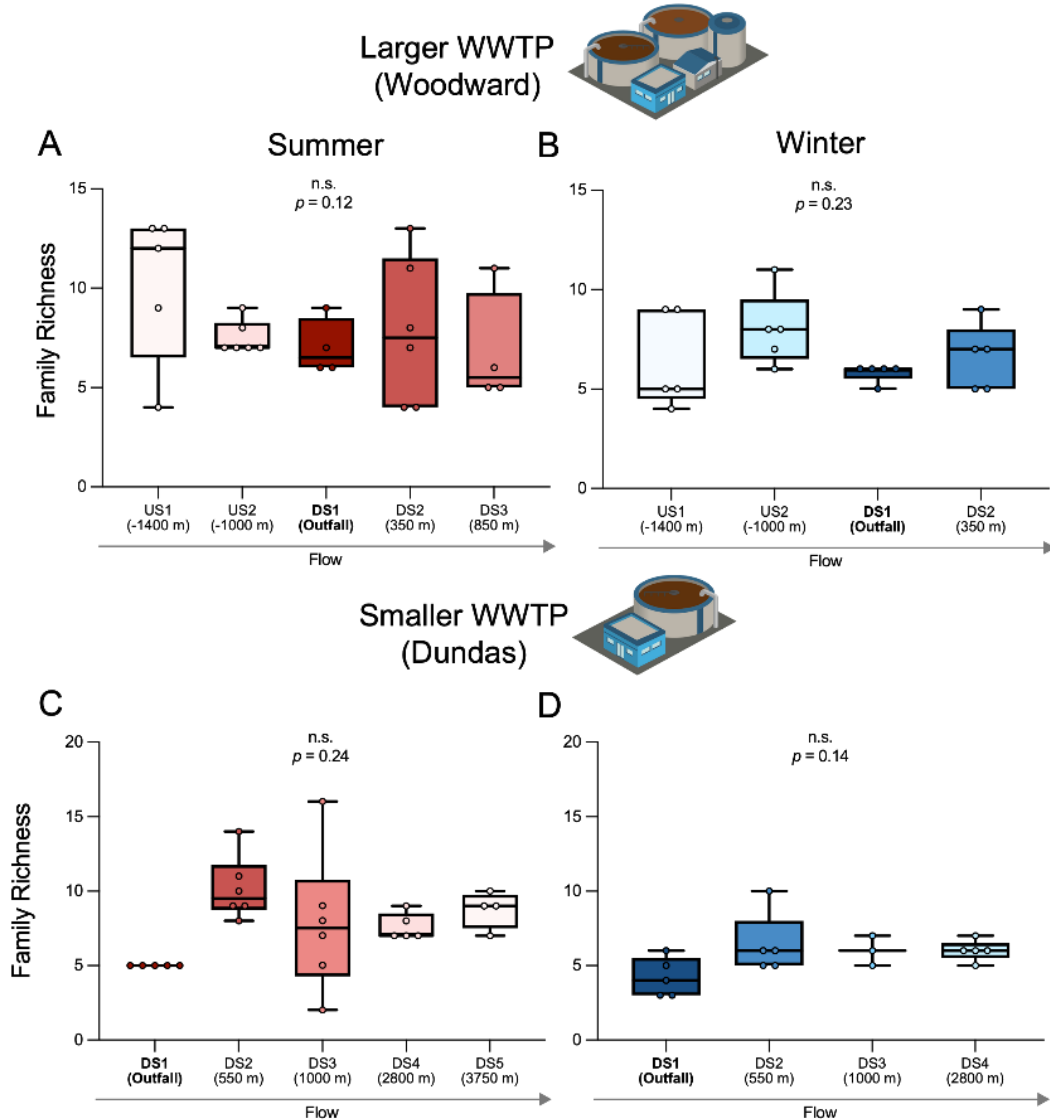 Larger WWTP
(Woodward)
A
Summer
B
Winter
n.s.
p = 0.12
n.s.
p = 0.23
Family Richness
15
10
5
0
15
10
5
0
US1
(-1400 m)
US2
(-1000 m)
DS1
(Outfall)
DS2
(350 m)
DS3
(850 m)
Flow
US1
(-1400 m)
US2
(-1000 m)
DS1
(Outfall)
DS2
(350 m)
Flow
Smaller WWTP
(Dundas)
C
D
n.s.
p = 0.24
n.s.
p = 0.14
Family Richness
20
15
10
5
0
20
15
10
5
0
DS1
(Outfall)
DS2
(550 m)
DS3
(1000 m)
DS4
(2800 m)
DS5
(3750 m)
Flow
DS1
(Outfall)
DS2
(550 m)
DS3
(1000 m)
DS4
(2800 m)
Flow